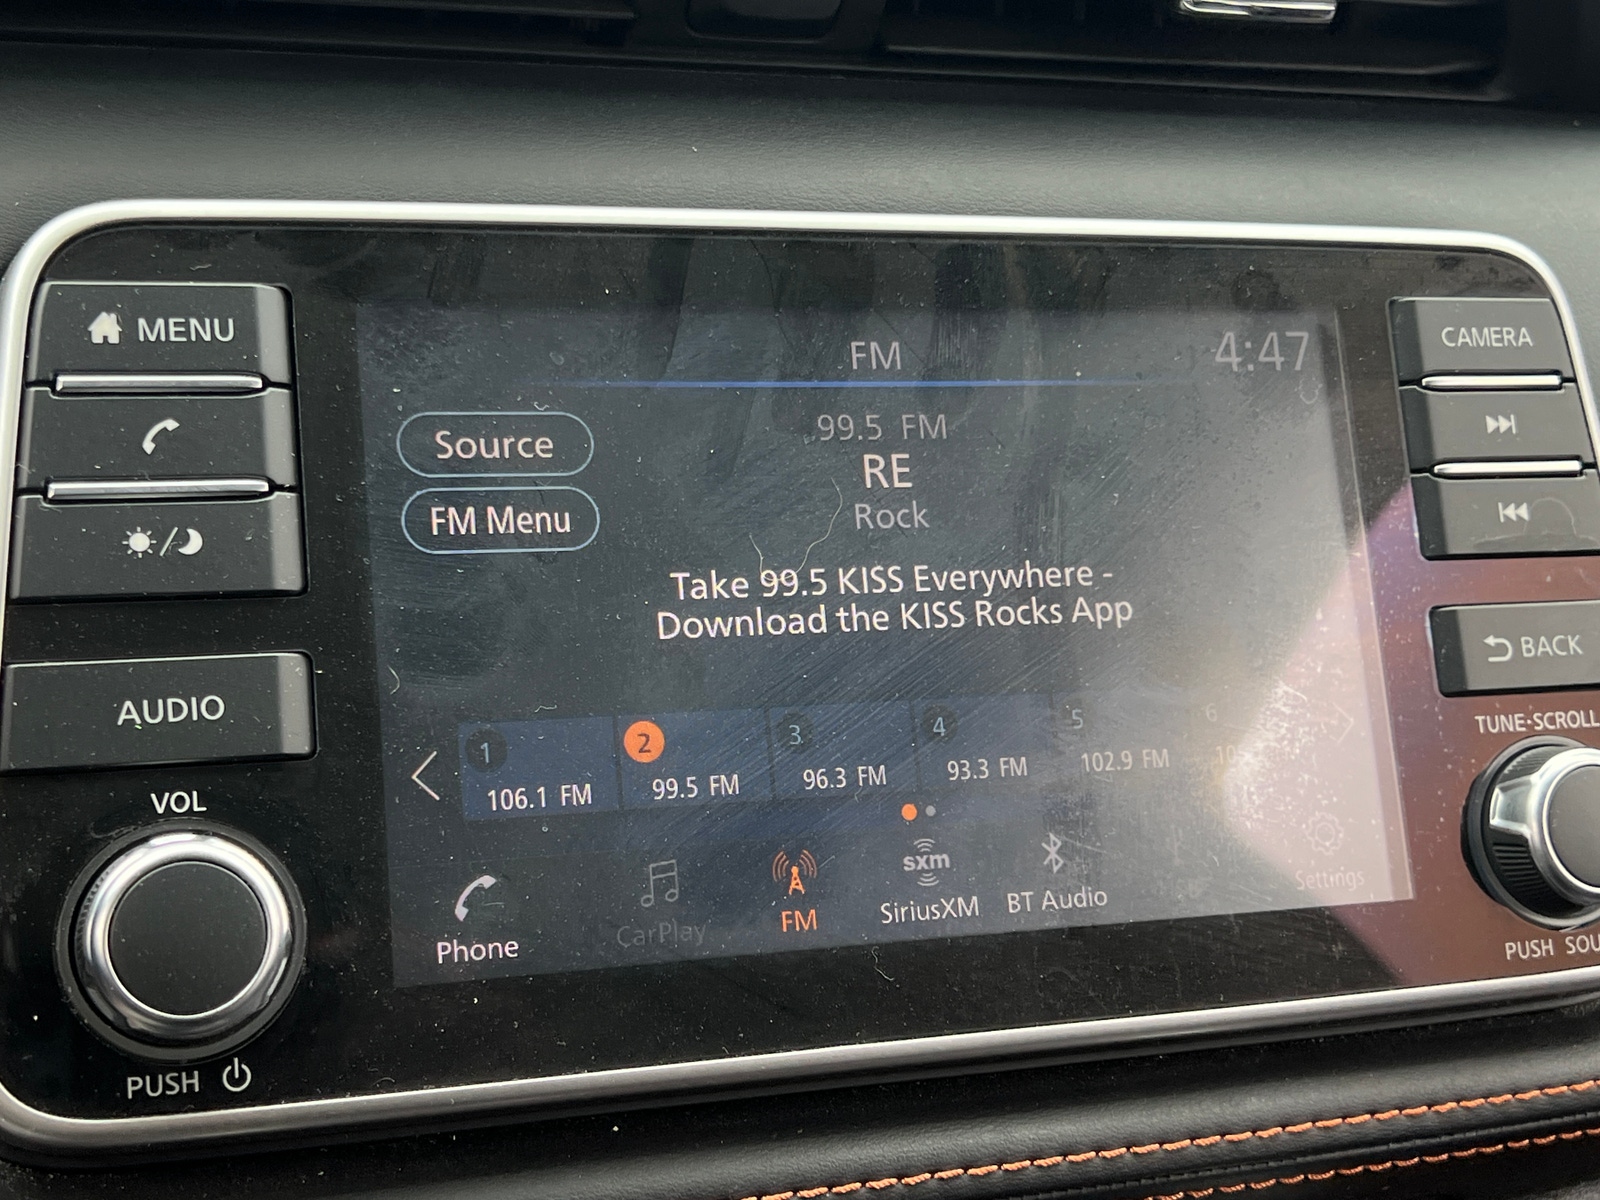 MENU
AUDIO
VOL
PUSH
FM
4:47
Source
FM Menu
99.5 FM
RE
Rock
Take 99.5 KISS Everywhere -
Download the KISS Rocks App
1
106.1 FM
2
99.5 FM
3
96.3 FM
4
93.3 FM
5
102.9 FM
6
Phone
CarPlay
FM
sxm
SiriusXM
BT Audio
Settings
CAMERA
BACK
TUNE·SCROLL
PUSH